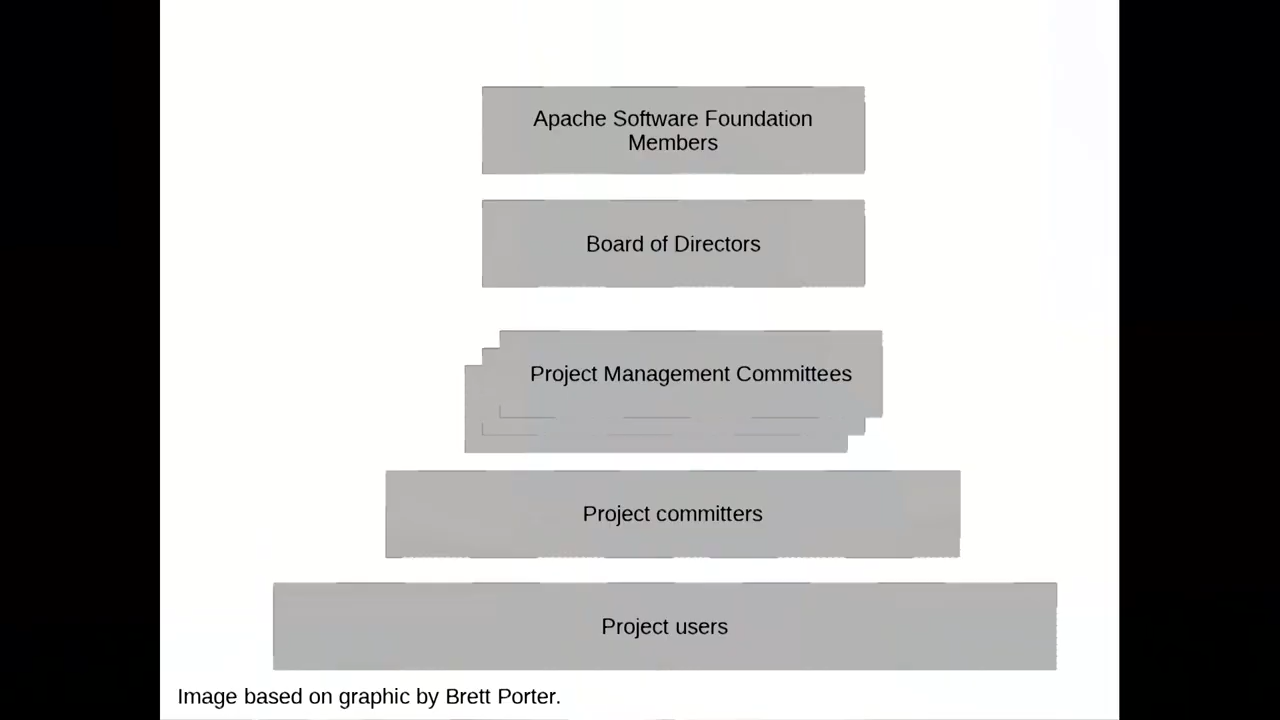 Apache Software Foundation
Members
Board of Directors
Project Management Committees
Project committers
Project users
Image based on graphic by Brett Porter.